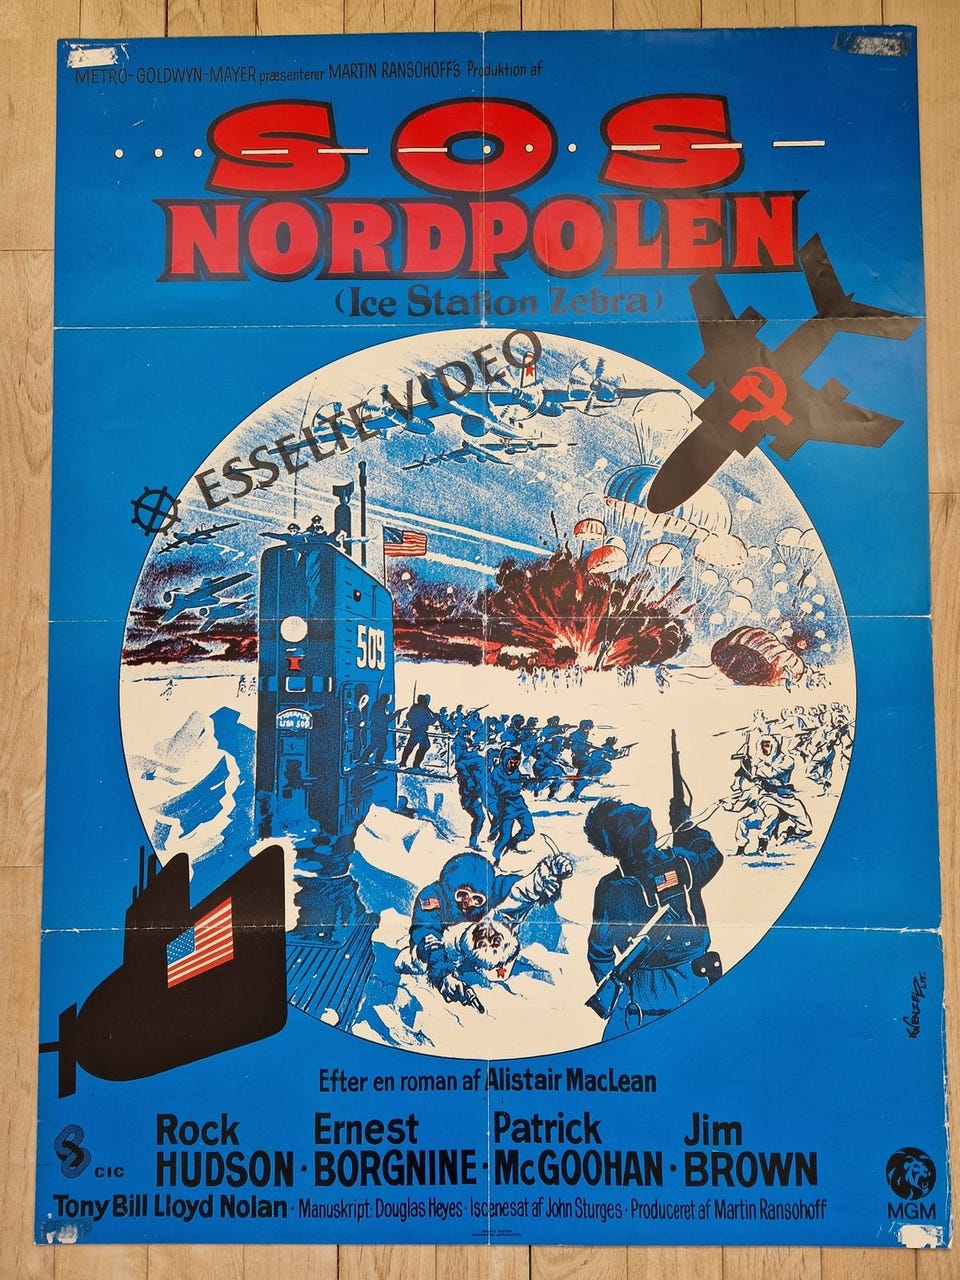 METRO-GOLDWYN-MAYER præsenterer MARTIN RANSOHOFF'S Produktion af
SOS
NORDPOLEN
(Ice Station Zebra)
ESSELTE VIDEO
509
Efter en roman af Alistair MacLean
Rock HUDSON · Ernest BORGNINE · Patrick McGOOHAN · Jim BROWN
CIC
Tony Bill Lloyd Nolan · Manuskript: Douglas Heyes · Iscenesat af John Sturges · Produceret af Martin Ransohoff
MGM